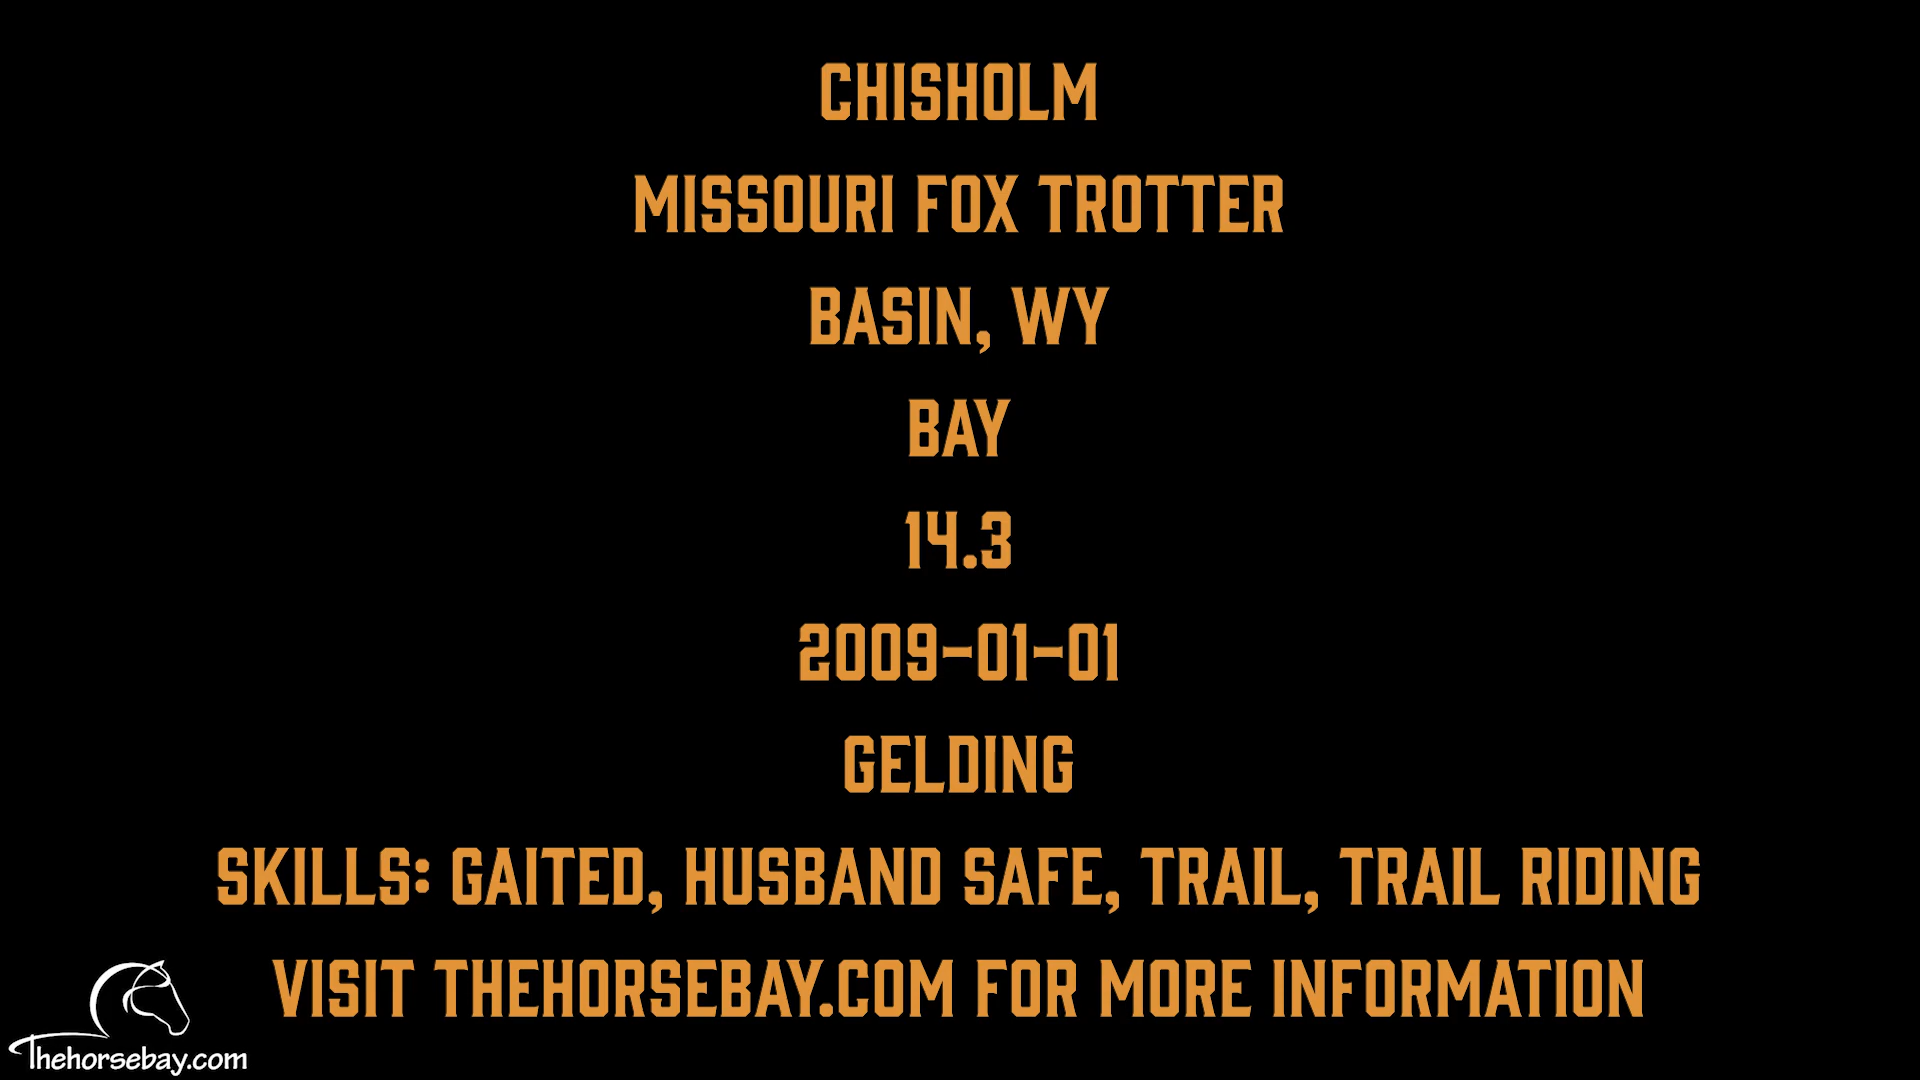 CHISHOLM
MISSOURI FOX TROTTER
BASIN, WY
BAY
14.3
2009-01-01
GELDING
SKILLS: GAITED, HUSBAND SAFE, TRAIL, TRAIL RIDING
VISIT THEHORSEBAY.COM FOR MORE INFORMATION
Thehorsebay.com